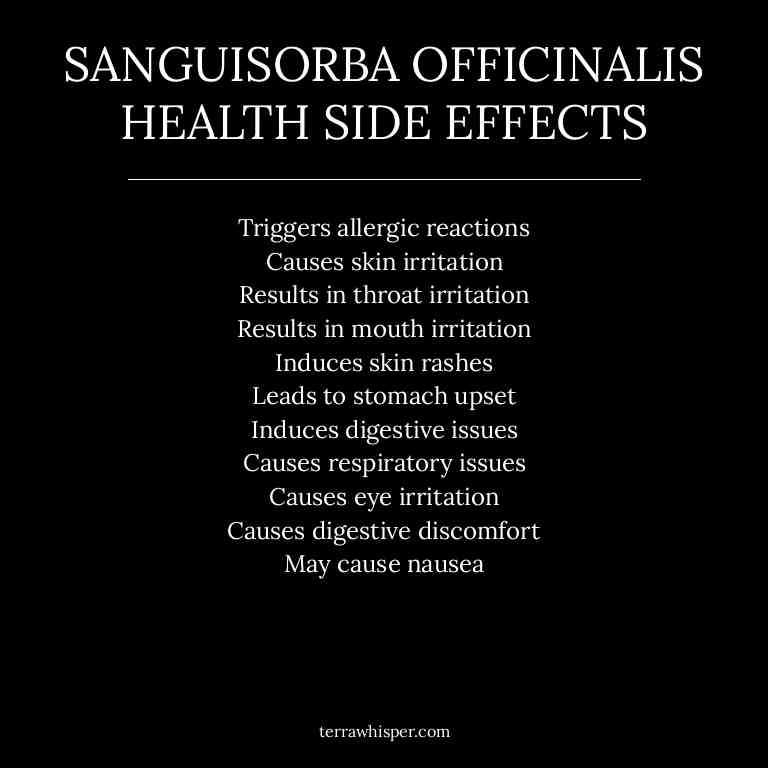 SANGUISORBA OFFICINALIS
HEALTH SIDE EFFECTS
Triggers allergic reactions
Causes skin irritation
Results in throat irritation
Results in mouth irritation
Induces skin rashes
Leads to stomach upset
Induces digestive issues
Causes respiratory issues
Causes eye irritation
Causes digestive discomfort
May cause nausea
terrawhisper.com